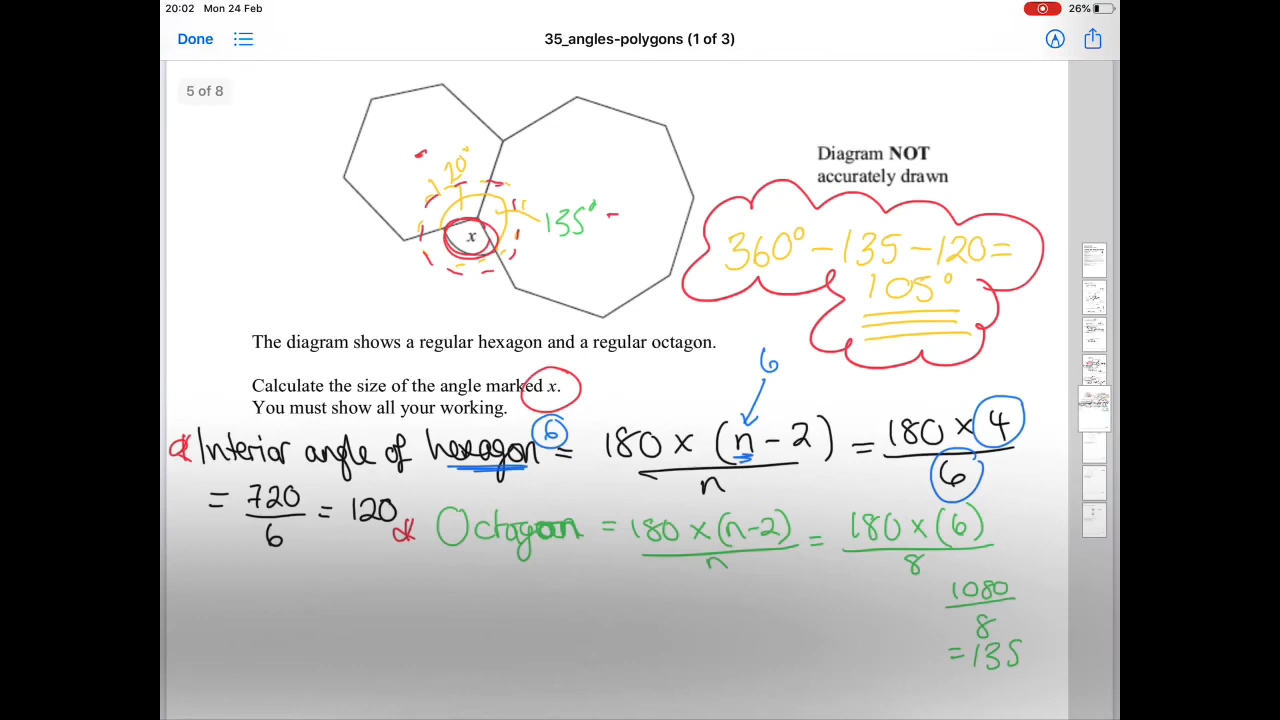 20:02 Mon 24 Feb
26%
Done
35_angles-polygons (1 of 3)
5 of 8
Diagram NOT
accurately drawn
120°
135°
x
360° - 135 - 120 =
105°
The diagram shows a regular hexagon and a regular octagon.
6
Calculate the size of the angle marked x.
You must show all your working.
Interior angle of hexagon 6 = 180 × (n - 2) / n = 180 × 4 / 6
= 720 / 6 = 120
Octagon = 180 × (n-2) / n = 180 × (6) / 8
1080
8
= 135